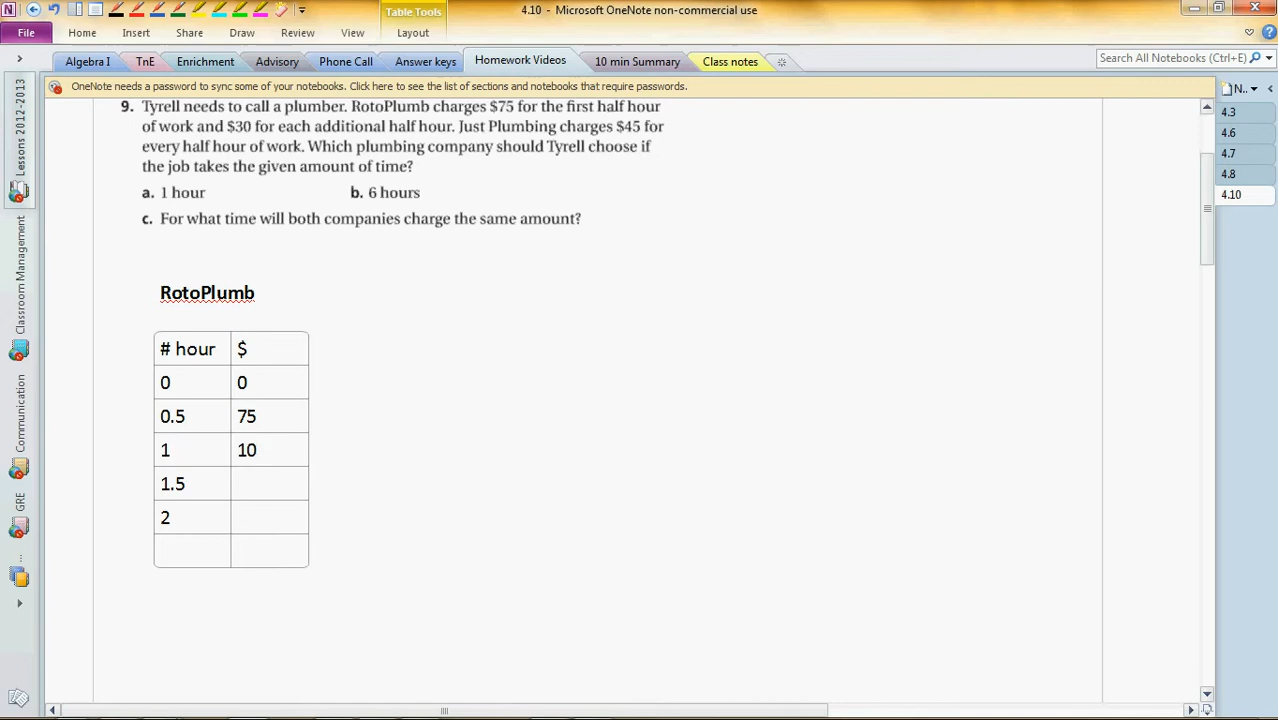 Table Tools
4.10 - Microsoft OneNote non-commercial use
File Home Insert Share Draw Review View Layout
Algebra I TnE Enrichment Advisory Phone Call Answer keys Homework Videos 10 min Summary Class notes
Search All Notebooks (Ctrl+E)
OneNote needs a password to sync some of your notebooks. Click here to see the list of sections and notebooks that require passwords.
N..
4.3
4.6
4.7
4.8
4.10
Lessons 2012-2013
Classroom Management
Communication
GRE
...
9. Tyrell needs to call a plumber. RotoPlumb charges $75 for the first half hour
of work and $30 for each additional half hour. Just Plumbing charges $45 for
every half hour of work. Which plumbing company should Tyrell choose if
the job takes the given amount of time?
a. 1 hour b. 6 hours
c. For what time will both companies charge the same amount?
RotoPlumb
# hour $
0 0
0.5 75
1 10
1.5
2